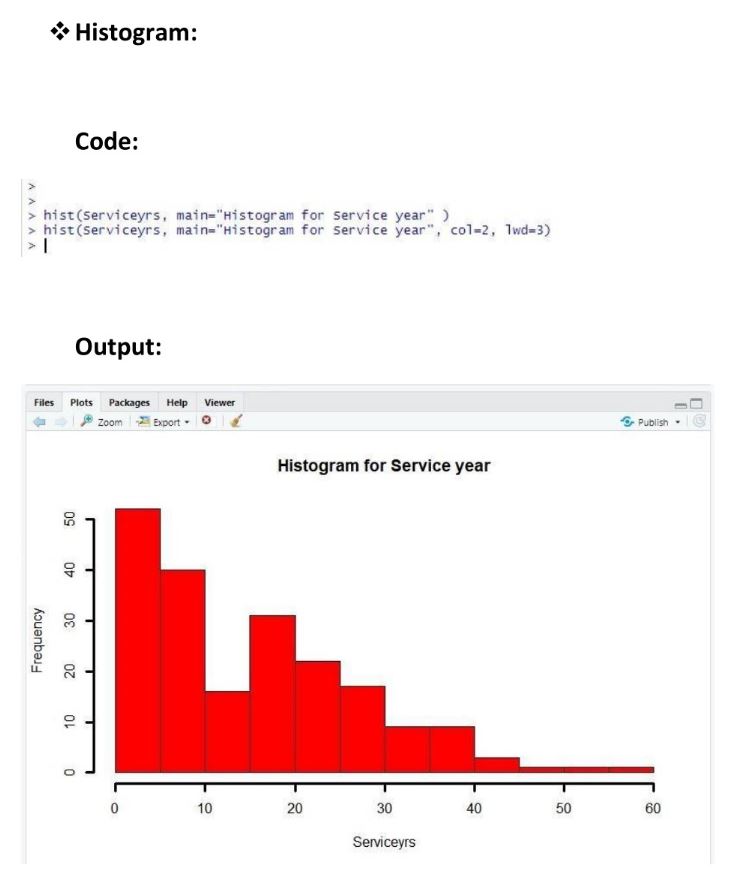 ❖ Histogram:
Code:
>
>
> hist(Serviceyrs, main="Histogram for Service year" )
> hist(Serviceyrs, main="Histogram for Service year", col=2, lwd=3)
>
Output:
Files Plots Packages Help Viewer
Zoom Export Publish
Histogram for Service year
Frequency
50
40
30
20
10
0
0 10 20 30 40 50 60
Serviceyrs